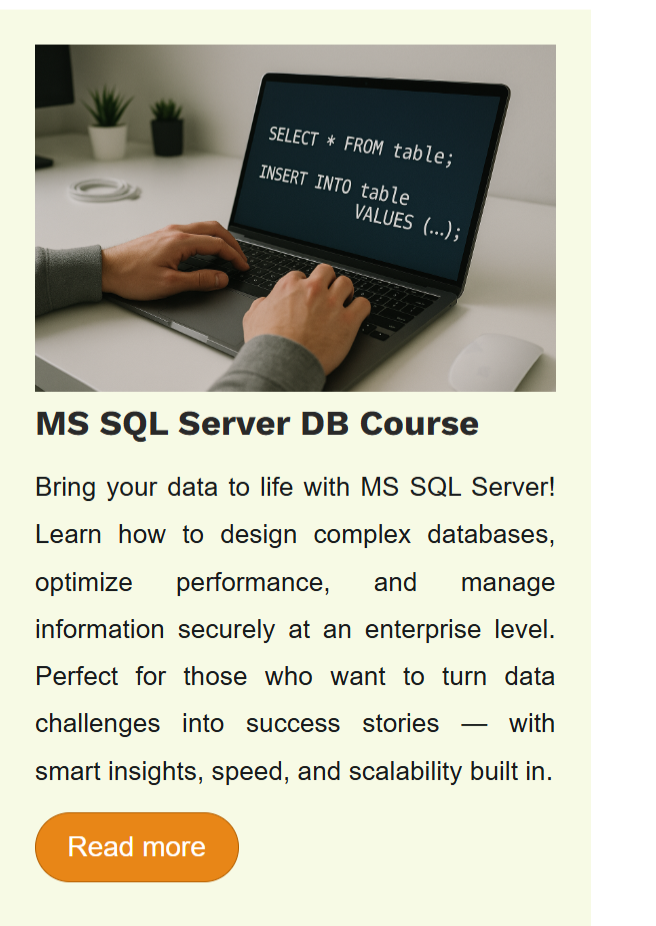 SELECT * FROM table;
INSERT INTO table
VALUES (...);
MS SQL Server DB Course
Bring your data to life with MS SQL Server!
Learn how to design complex databases,
optimize performance, and manage
information securely at an enterprise level.
Perfect for those who want to turn data
challenges into success stories — with
smart insights, speed, and scalability built in.
Read more